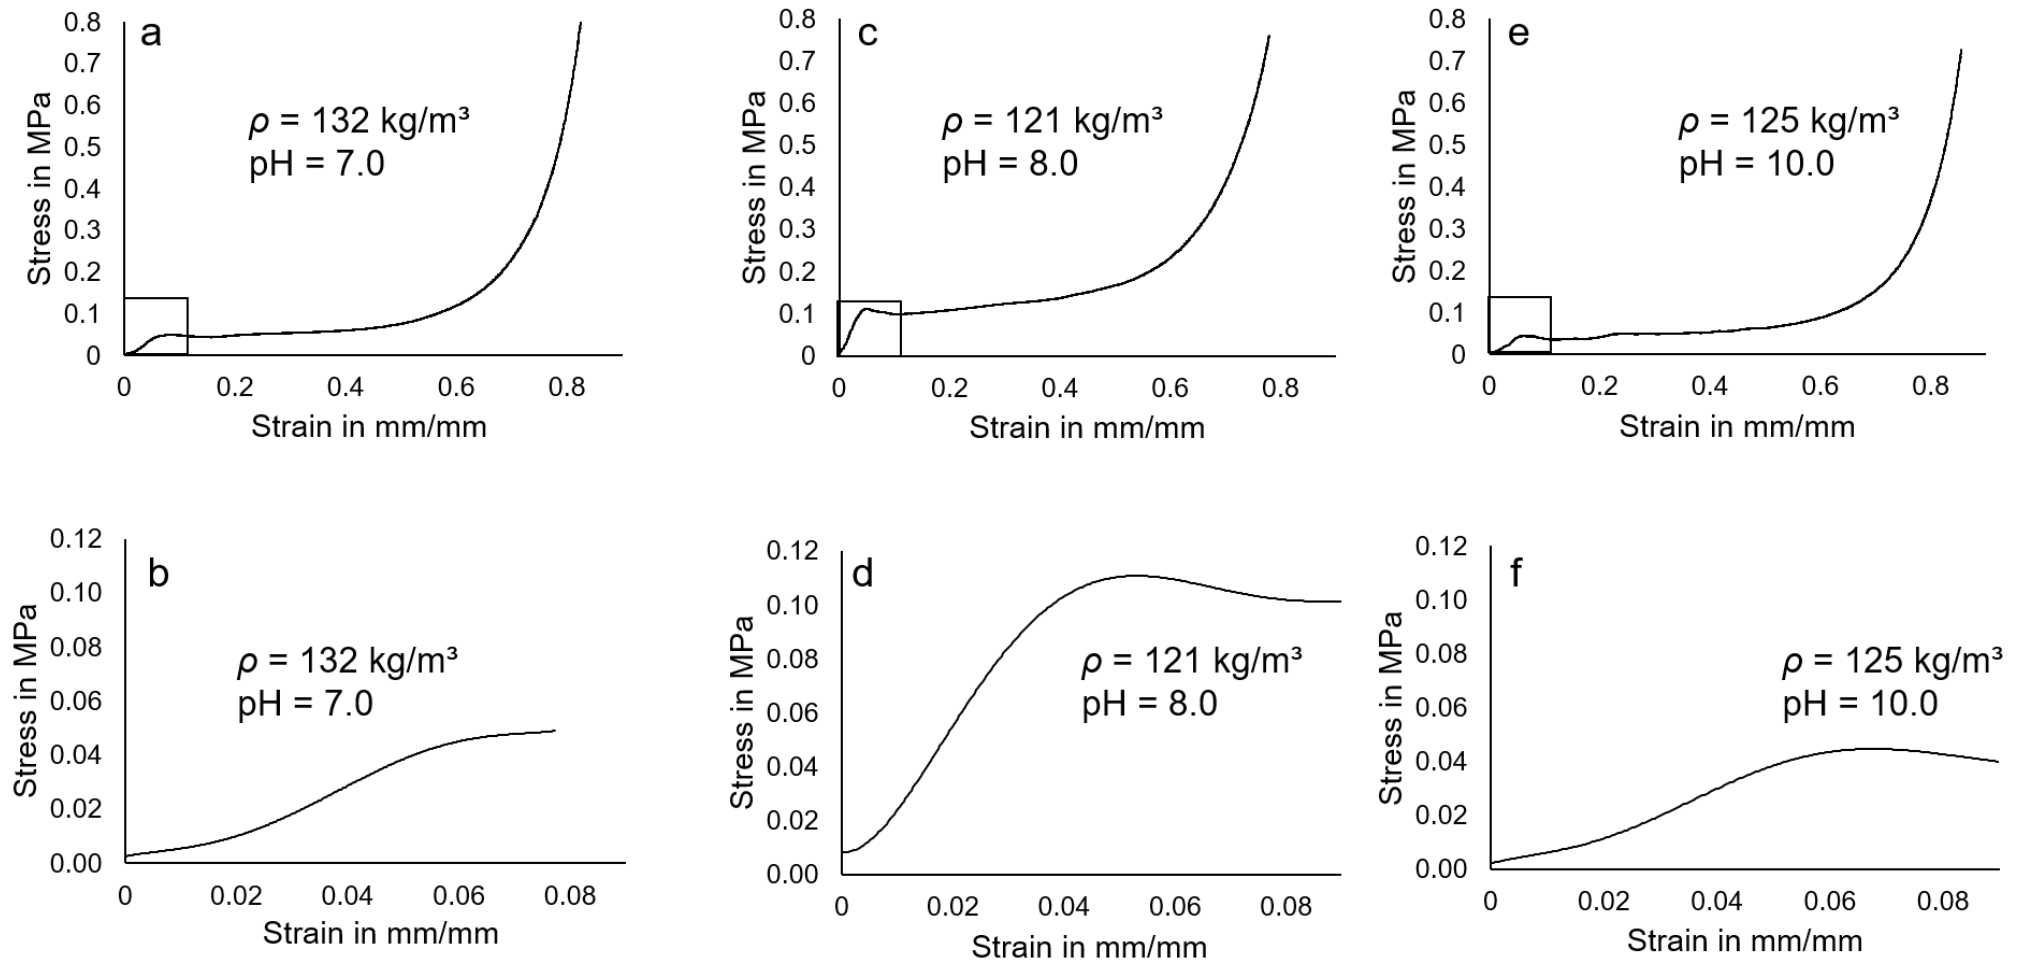 a
0.8
0.7
0.6
0.5
0.4
0.3
0.2
0.1
0
Stress in MPa
ρ = 132 kg/m³
pH = 7.0
0 0.2 0.4 0.6 0.8
Strain in mm/mm
c
0.8
0.7
0.6
0.5
0.4
0.3
0.2
0.1
0
Stress in MPa
ρ = 121 kg/m³
pH = 8.0
0 0.2 0.4 0.6 0.8
Strain in mm/mm
e
0.8
0.7
0.6
0.5
0.4
0.3
0.2
0.1
0
Stress in MPa
ρ = 125 kg/m³
pH = 10.0
0 0.2 0.4 0.6 0.8
Strain in mm/mm
b
0.12
0.10
0.08
0.06
0.04
0.02
0.00
Stress in MPa
ρ = 132 kg/m³
pH = 7.0
0 0.02 0.04 0.06 0.08
Strain in mm/mm
d
0.12
0.10
0.08
0.06
0.04
0.02
0.00
Stress in MPa
ρ = 121 kg/m³
pH = 8.0
0 0.02 0.04 0.06 0.08
Strain in mm/mm
f
0.12
0.10
0.08
0.06
0.04
0.02
0.00
Stress in MPa
ρ = 125 kg/m³
pH = 10.0
0 0.02 0.04 0.06 0.08
Strain in mm/mm